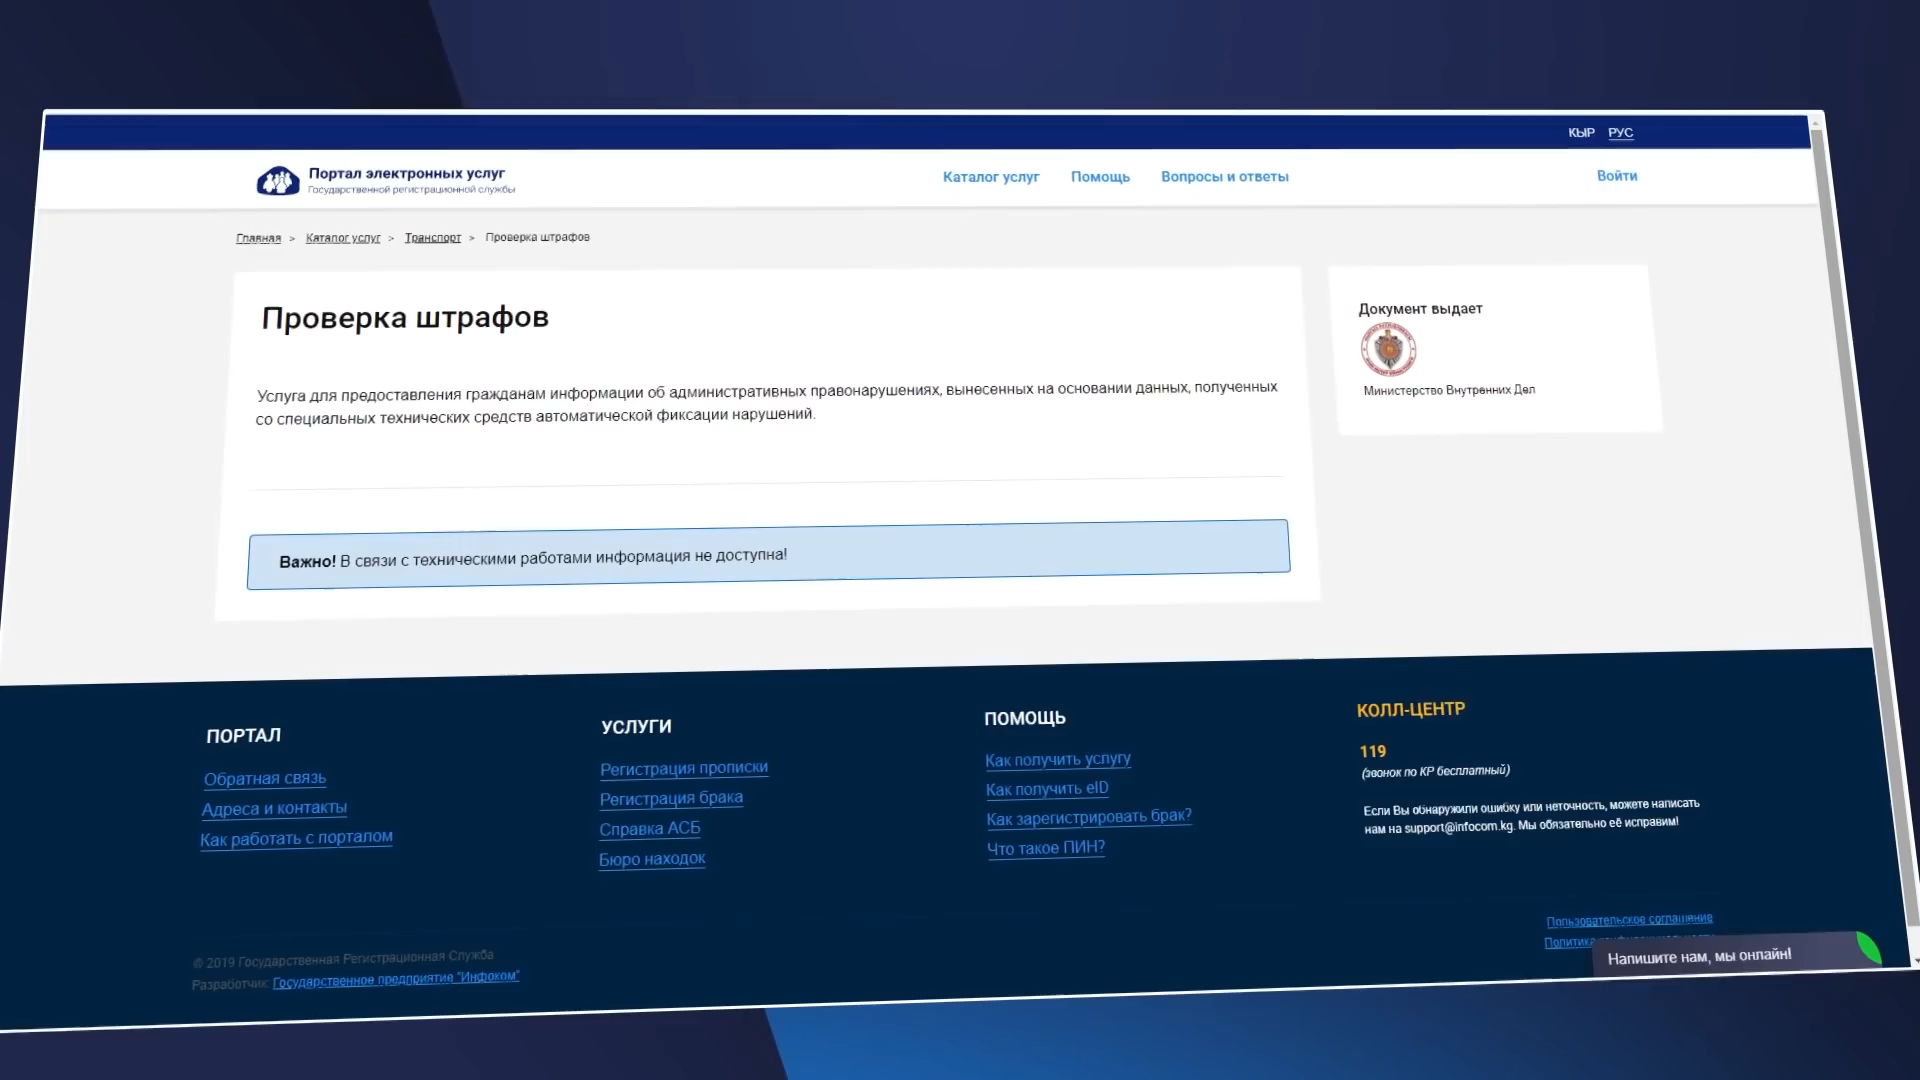 КЫР РУС
Портал электронных услуг
Государственной регистрационной службы
Каталог услуг Помощь Вопросы и ответы
Войти
Главная > Каталог услуг > Транспорт > Проверка штрафов
Проверка штрафов
Услуга для предоставления гражданам информации об административных правонарушениях, вынесенных на основании данных, полученных
со специальных технических средств автоматической фиксации нарушений.
Важно! В связи с техническими работами информация не доступна!
Документ выдает
Министерство Внутренних Дел
ПОРТАЛ
Обратная связь
Адреса и контакты
Как работать с порталом
УСЛУГИ
Регистрация прописки
Регистрация брака
Справка АСБ
Бюро находок
ПОМОЩЬ
Как получить услугу
Как получить eID
Как зарегистрировать брак?
Что такое ПИН?
КОЛЛ-ЦЕНТР
119
(звонок по КР бесплатный)
Если Вы обнаружили ошибку или неточность, можете написать
нам на support@infocom.kg. Мы обязательно её исправим!
© 2019 Государственная Регистрационная Служба
Разработчик: Государственное предприятие "Инфоком"
Пользовательское соглашение
Политика
Напишите нам, мы онлайн!